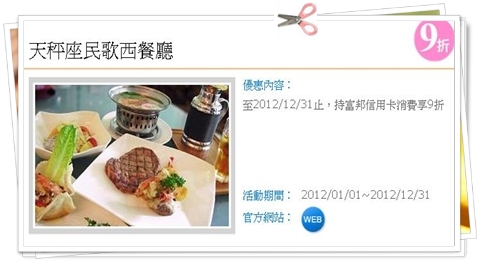 9折
天秤座民歌西餐廳
優惠內容：
至2012/12/31止，持富邦信用卡消費享9折
活動期間： 2012/01/01~2012/12/31
官方網站： WEB